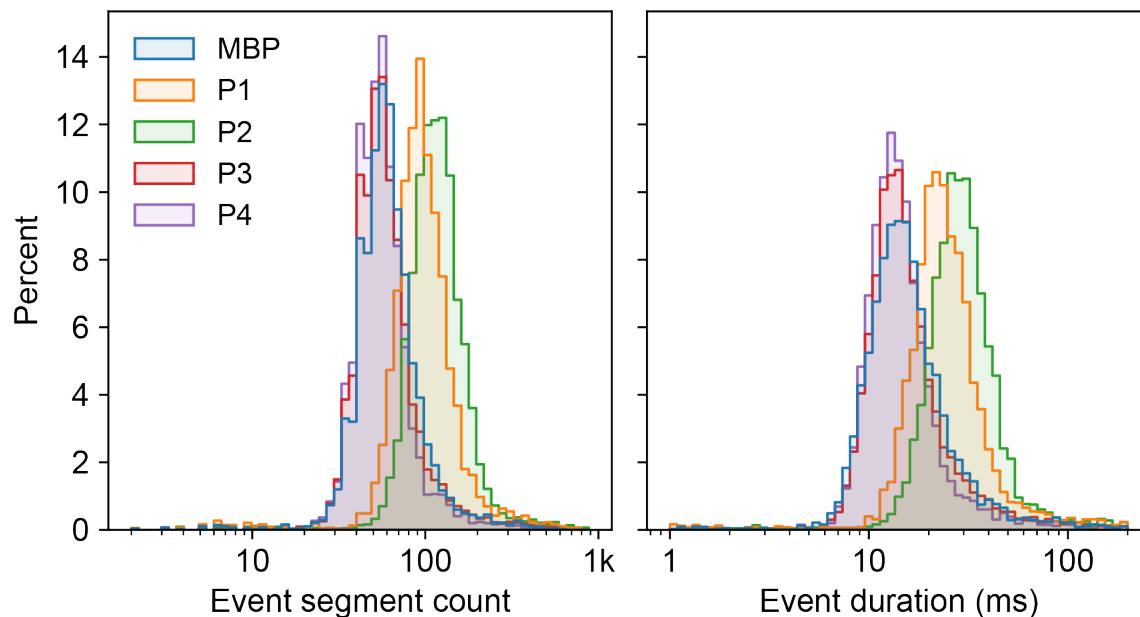 MBP
P1
P2
P3
P4
Percent
14
12
10
8
6
4
2
0
10
100
1k
Event segment count
1
10
100
Event duration (ms)